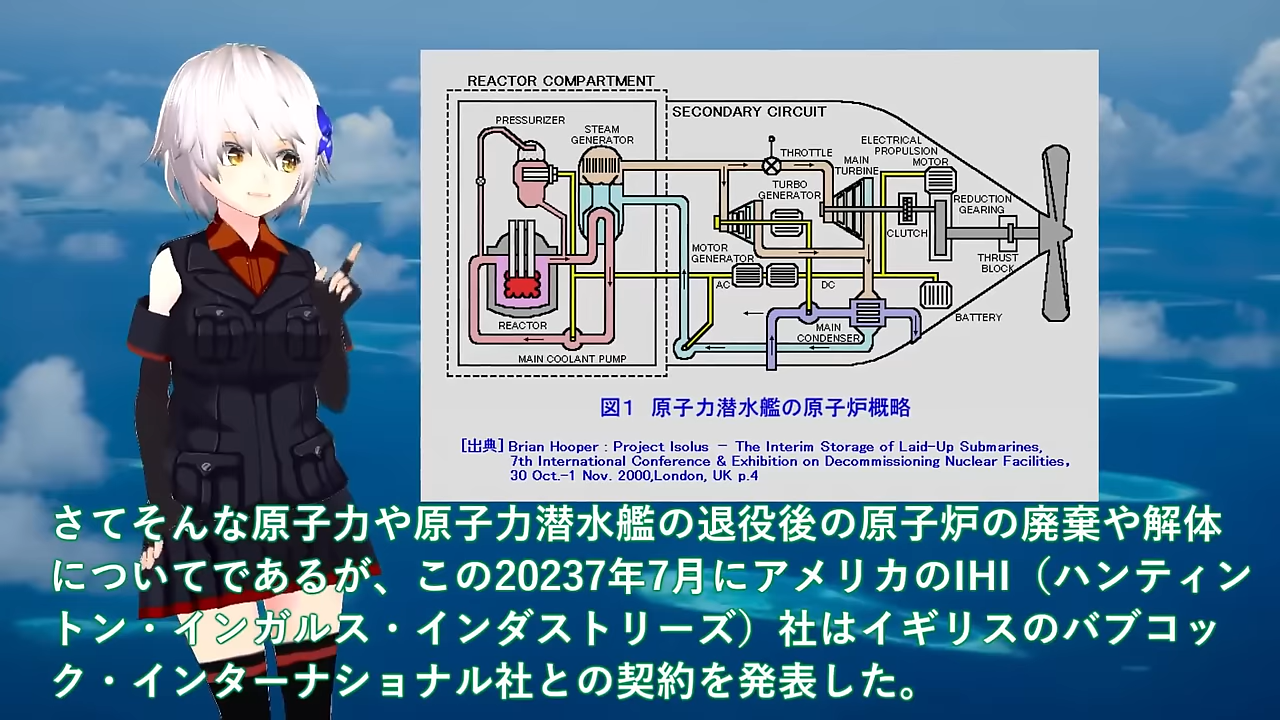 REACTOR COMPARTMENT
SECONDARY CIRCUIT
PRESSURIZER
STEAM
GENERATOR
THROTTLE
ELECTRICAL
PROPULSION
MOTOR
MAIN
TURBINE
TURBO
GENERATOR
REDUCTION
GEARING
CLUTCH
MOTOR
GENERATOR
THRUST
BLOCK
AC
DC
BATTERY
REACTOR
MAIN
CONDENSER
MAIN COOLANT PUMP
図1 原子力潜水艦の原子炉概略
[出典] Brian Hooper : Project Isolus － The Interim Storage of Laid-Up Submarines,
7th International Conference & Exhibition on Decommissioning Nuclear Facilities,
30 Oct.-1 Nov. 2000,London, UK p.4
さてそんな原子力や原子力潜水艦の退役後の原子炉の廃棄や解体
についてであるが、この20237年7月にアメリカのIHI（ハンティン
トン・インガルス・インダストリーズ）社はイギリスのバブコッ
ク・インターナショナル社との契約を発表した。